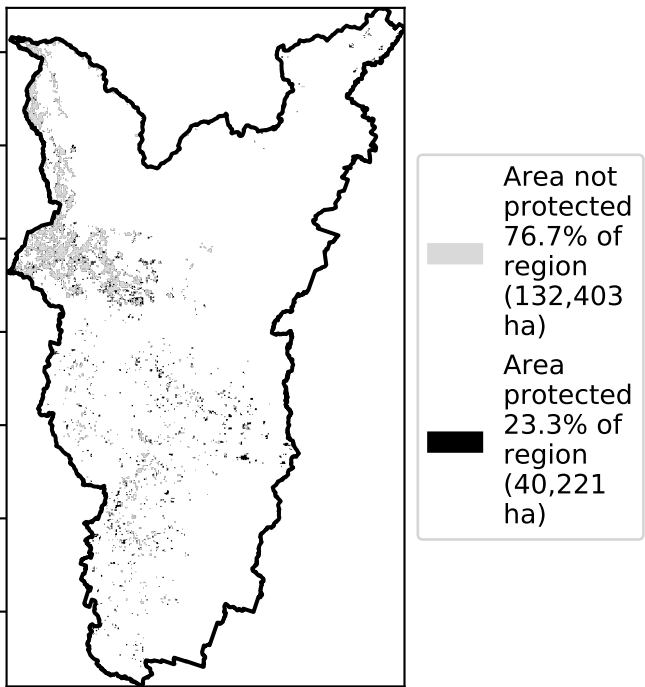 Area not
protected
76.7% of
region
(132,403
ha)
Area
protected
23.3% of
region
(40,221
ha)